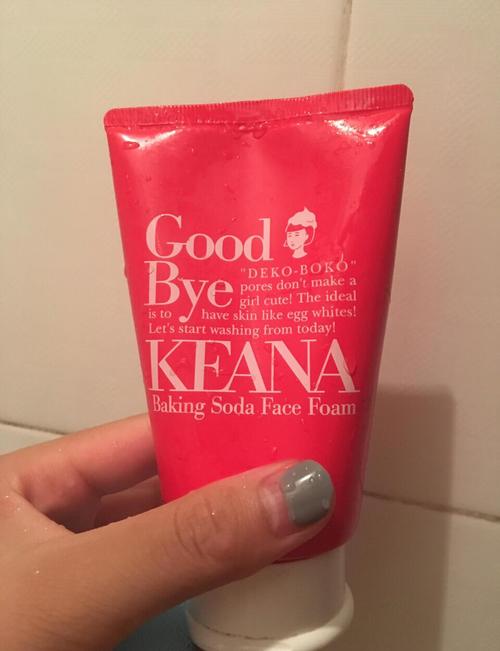 Good
Bye
"DEKO-BOKO"
pores don't make a
girl cute! The ideal
is to have skin like egg whites!
Let's start washing from today!
KEANA
Baking Soda Face Foam